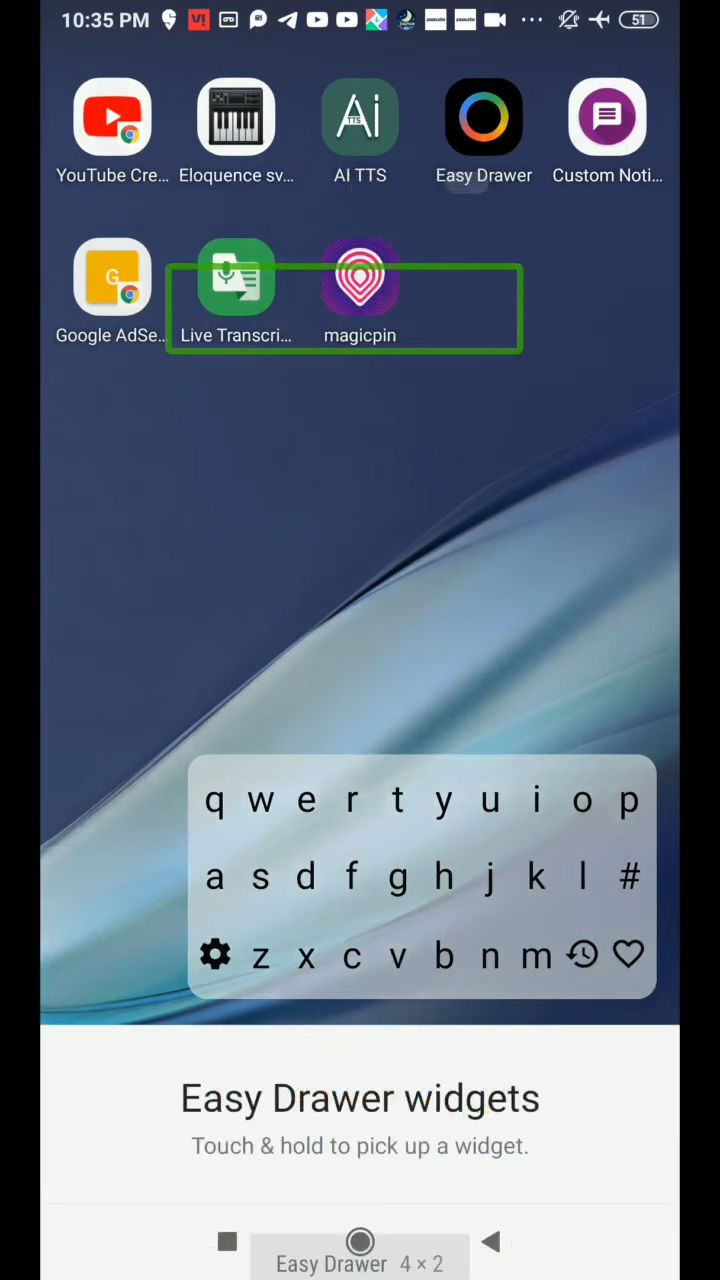 10:35 PM
51
YouTube Cre... Eloquence sv... AI TTS Easy Drawer Custom Noti...
Google AdSe... Live Transcri... magicpin
q w e r t y u i o p
a s d f g h j k l #
z x c v b n m
Easy Drawer widgets
Touch & hold to pick up a widget.
Easy Drawer 4 × 2